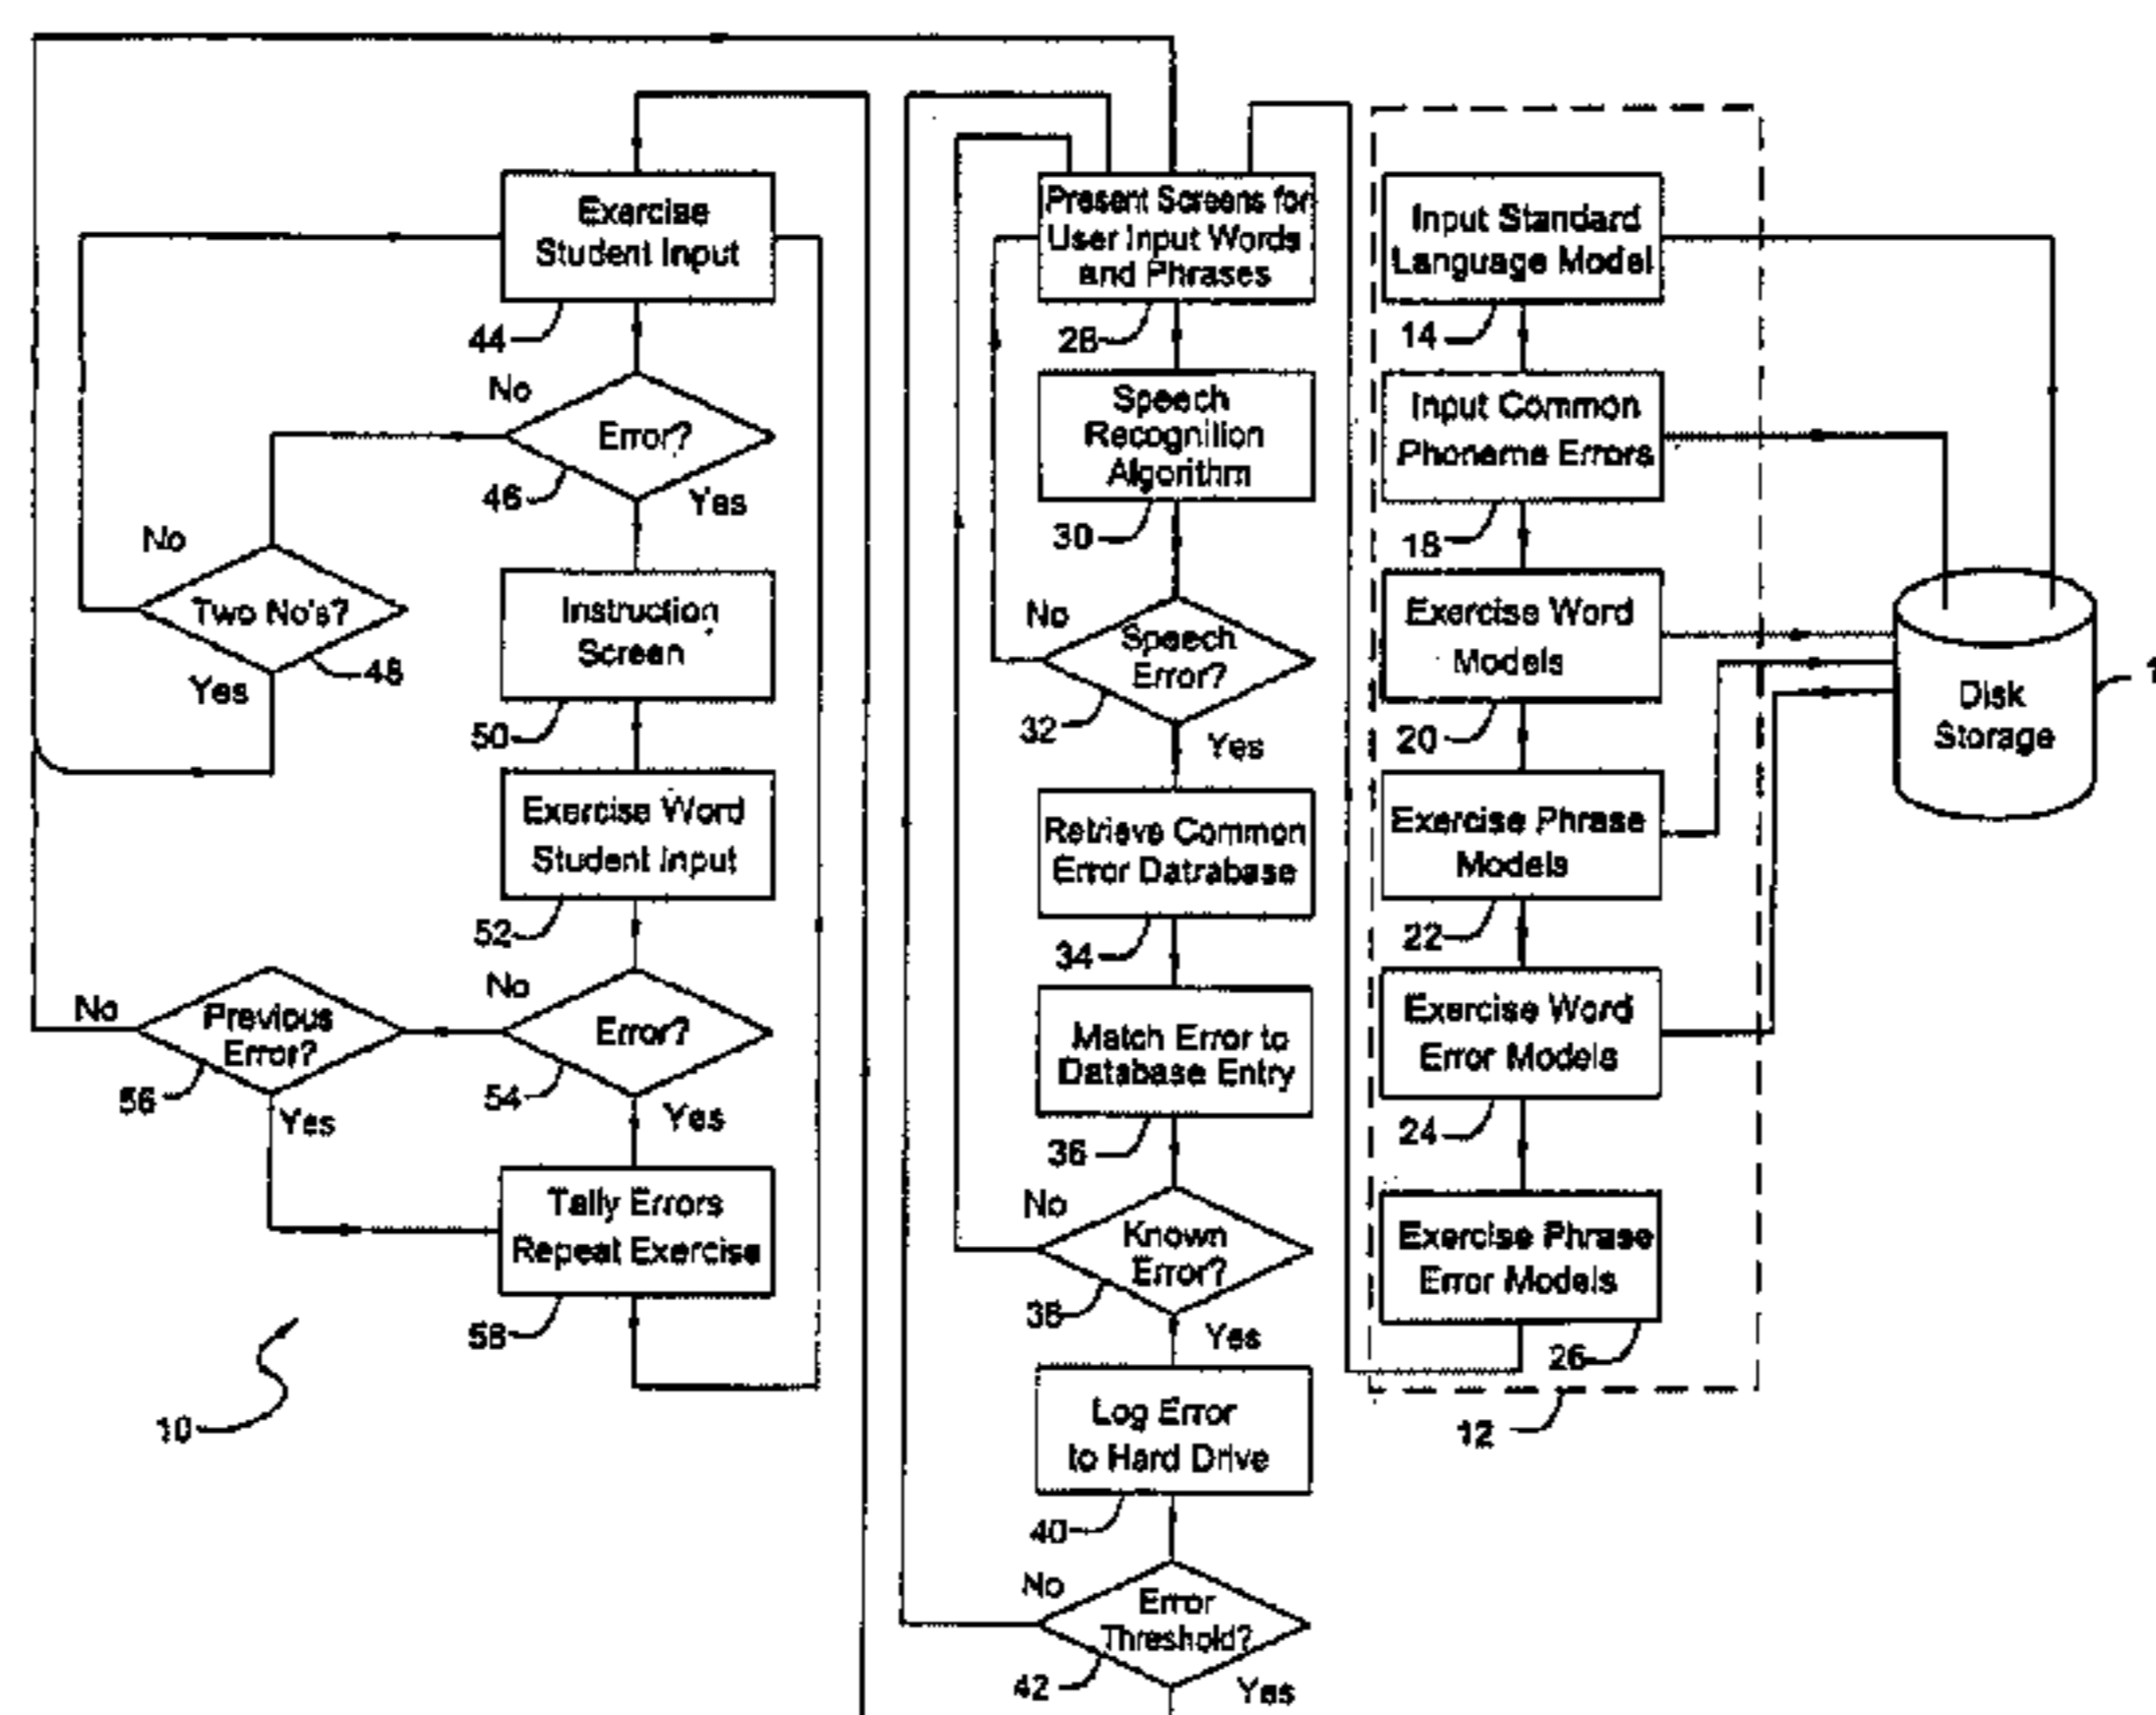 Exercise
Student Input
44
No
Error?
46
Yes
No
Two No's?
48
Yes
Instruction
Screen
50
Exercise Word
Student Input
52
No
Error?
54
Yes
No
Previous
Error?
56
Yes
Tally Errors
Repeat Exercise
58
10
Present Screens for
User Input Words
and Phrases
28
Speech
Recognition
Algorithm
30
No
Speech
Error?
32
Yes
Retrieve Common
Error Datrabase
34
Match Error to
Database Entry
36
No
Known
Error?
38
Yes
Log Error
to Hard Drive
40
No
Error
Threshold?
42
Yes
Input Standard
Language Model
14
Input Common
Phoneme Errors
18
Exercise Word
Models
20
Exercise Phrase
Models
22
Exercise Word
Error Models
24
Exercise Phrase
Error Models
26
12
Disk
Storage